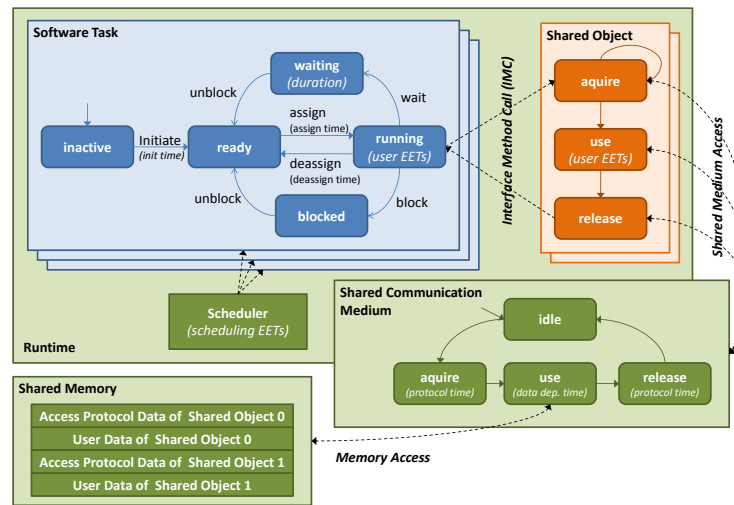 Software Task
waiting
(duration)
unblock
wait
assign
(assign time)
Initiate
(init time)
inactive
ready
running
(user EETs)
deassign
(deassign time)
unblock
block
blocked
Interface Method Call (IMC)
Shared Object
aquire
use
(user EETs)
release
Shared Medium Access
Scheduler
(scheduling EETs)
Runtime
Shared Communication
Medium
idle
aquire
(protocol time)
use
(data dep. time)
release
(protocol time)
Shared Memory
Access Protocol Data of Shared Object 0
User Data of Shared Object 0
Access Protocol Data of Shared Object 1
User Data of Shared Object 1
Memory Access